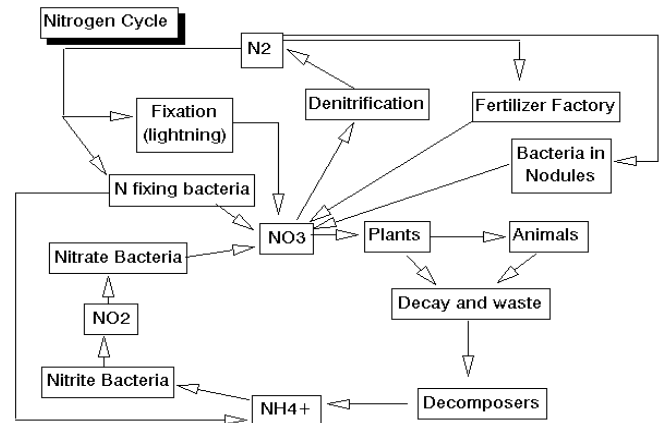 Nitrogen Cycle
N2
Fixation
(lightning)
Denitrification
Fertilizer Factory
Bacteria in
Nodules
N fixing bacteria
NO3
Plants
Animals
Nitrate Bacteria
Decay and waste
NO2
Nitrite Bacteria
NH4+
Decomposers